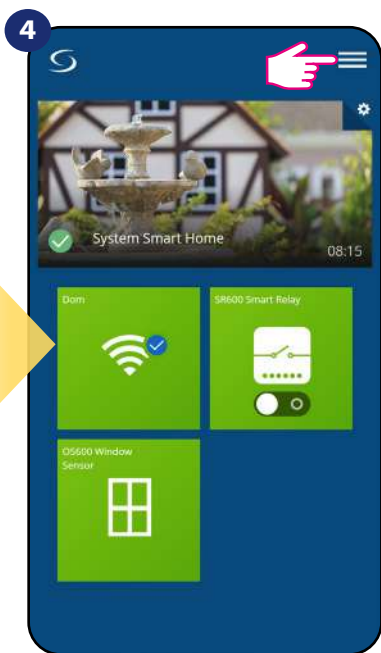 4
System Smart Home
08:15
Dom
SR600 Smart Relay
OS600 Window
Sensor